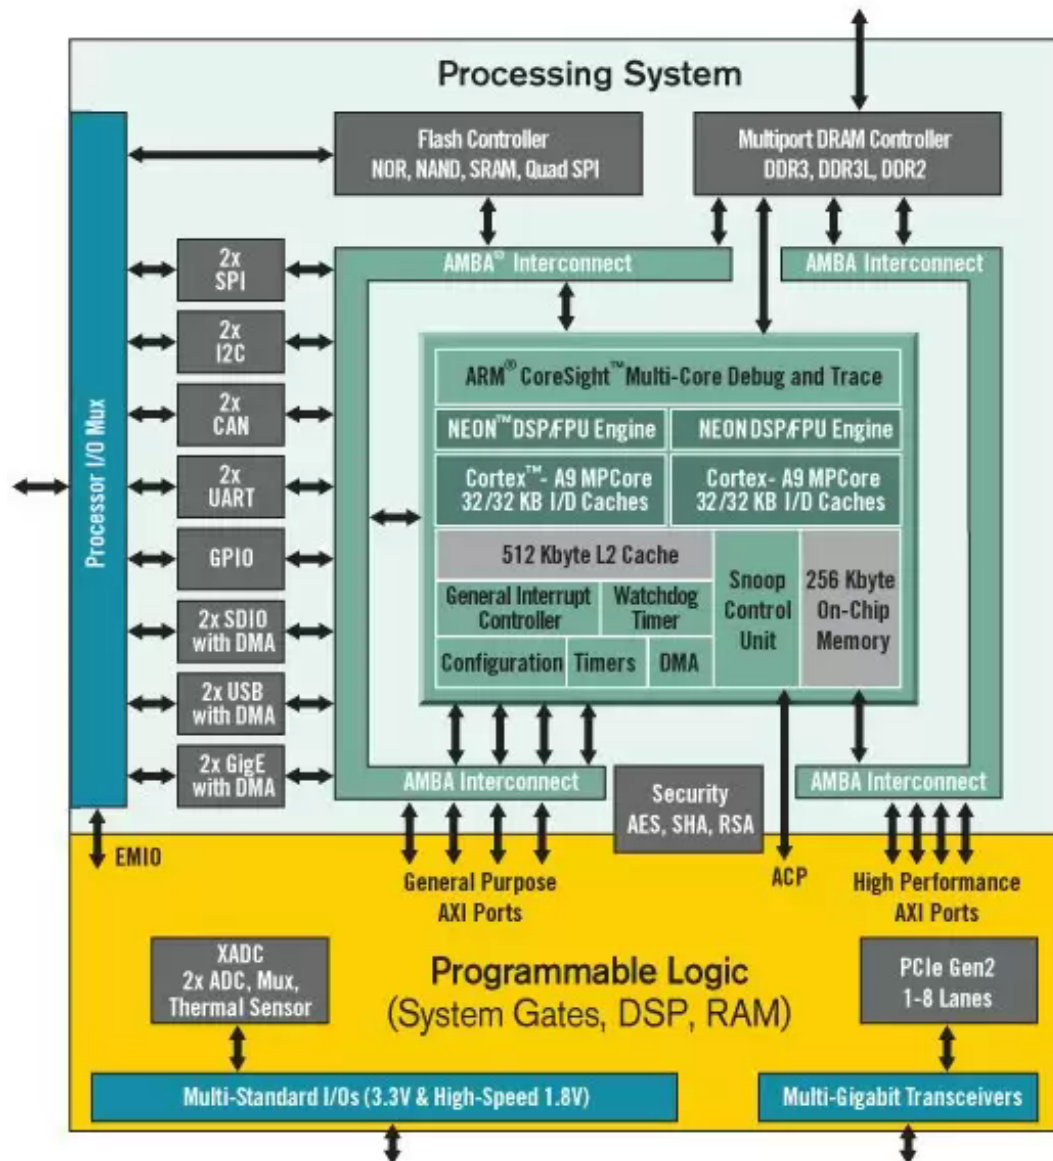 Processing System
Flash Controller
NOR, NAND, SRAM, Quad SPI
Multiport DRAM Controller
DDR3, DDR3L, DDR2
AMBA® Interconnect
AMBA Interconnect
Processor I/O Mux
2x
SPI
2x
I2C
2x
CAN
2x
UART
GPIO
2x SDIO
with DMA
2x USB
with DMA
2x GigE
with DMA
ARM® CoreSight™ Multi-Core Debug and Trace
NEON™ DSP/FPU Engine
NEON DSP/FPU Engine
Cortex™- A9 MPCore
32/32 KB I/D Caches
Cortex- A9 MPCore
32/32 KB I/D Caches
512 Kbyte L2 Cache
General Interrupt
Controller
Watchdog
Timer
Configuration
Timers
DMA
Snoop
Control
Unit
256 Kbyte
On-Chip
Memory
AMBA Interconnect
Security
AES, SHA, RSA
AMBA Interconnect
EMIO
General Purpose
AXI Ports
ACP
High Performance
AXI Ports
XADC
2x ADC, Mux,
Thermal Sensor
Programmable Logic
(System Gates, DSP, RAM)
PCIe Gen2
1-8 Lanes
Multi-Standard I/Os (3.3V & High-Speed 1.8V)
Multi-Gigabit Transceivers